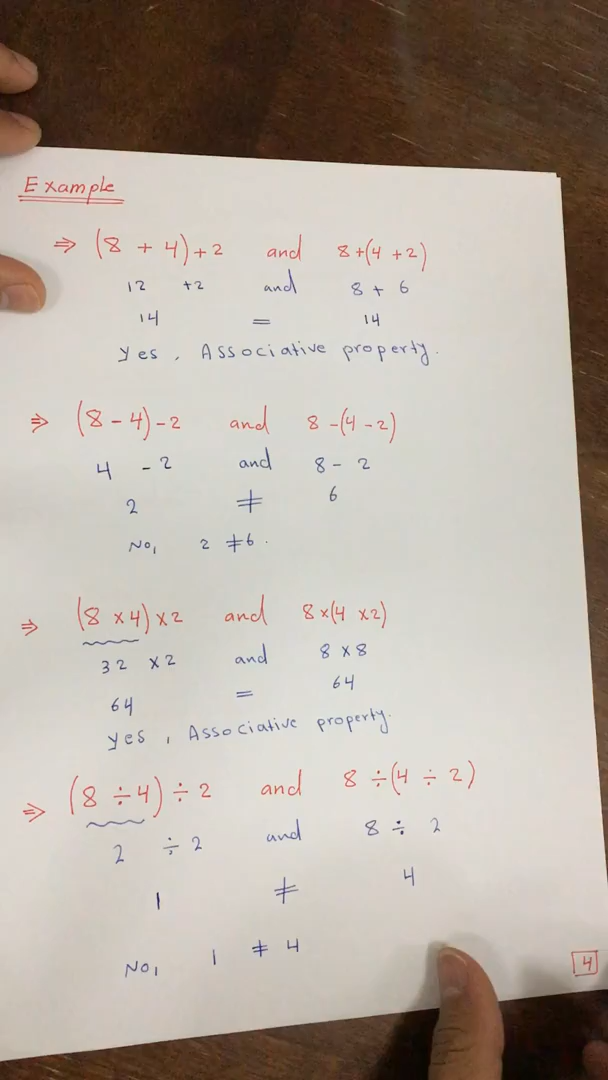 Example
⇒ (8 + 4) + 2 and 8 + (4 + 2)
12 + 2 and 8 + 6
14 = 14
Yes, Associative property.
⇒ (8 - 4) - 2 and 8 - (4 - 2)
4 - 2 and 8 - 2
2 ≠ 6
No, 2 ≠ 6.
⇒ (8 × 4) × 2 and 8 × (4 × 2)
32 × 2 and 8 × 8
64 = 64
Yes, Associative property.
⇒ (8 ÷ 4) ÷ 2 and 8 ÷ (4 ÷ 2)
2 ÷ 2 and 8 ÷ 2
1 ≠ 4
No, 1 ≠ 4
4